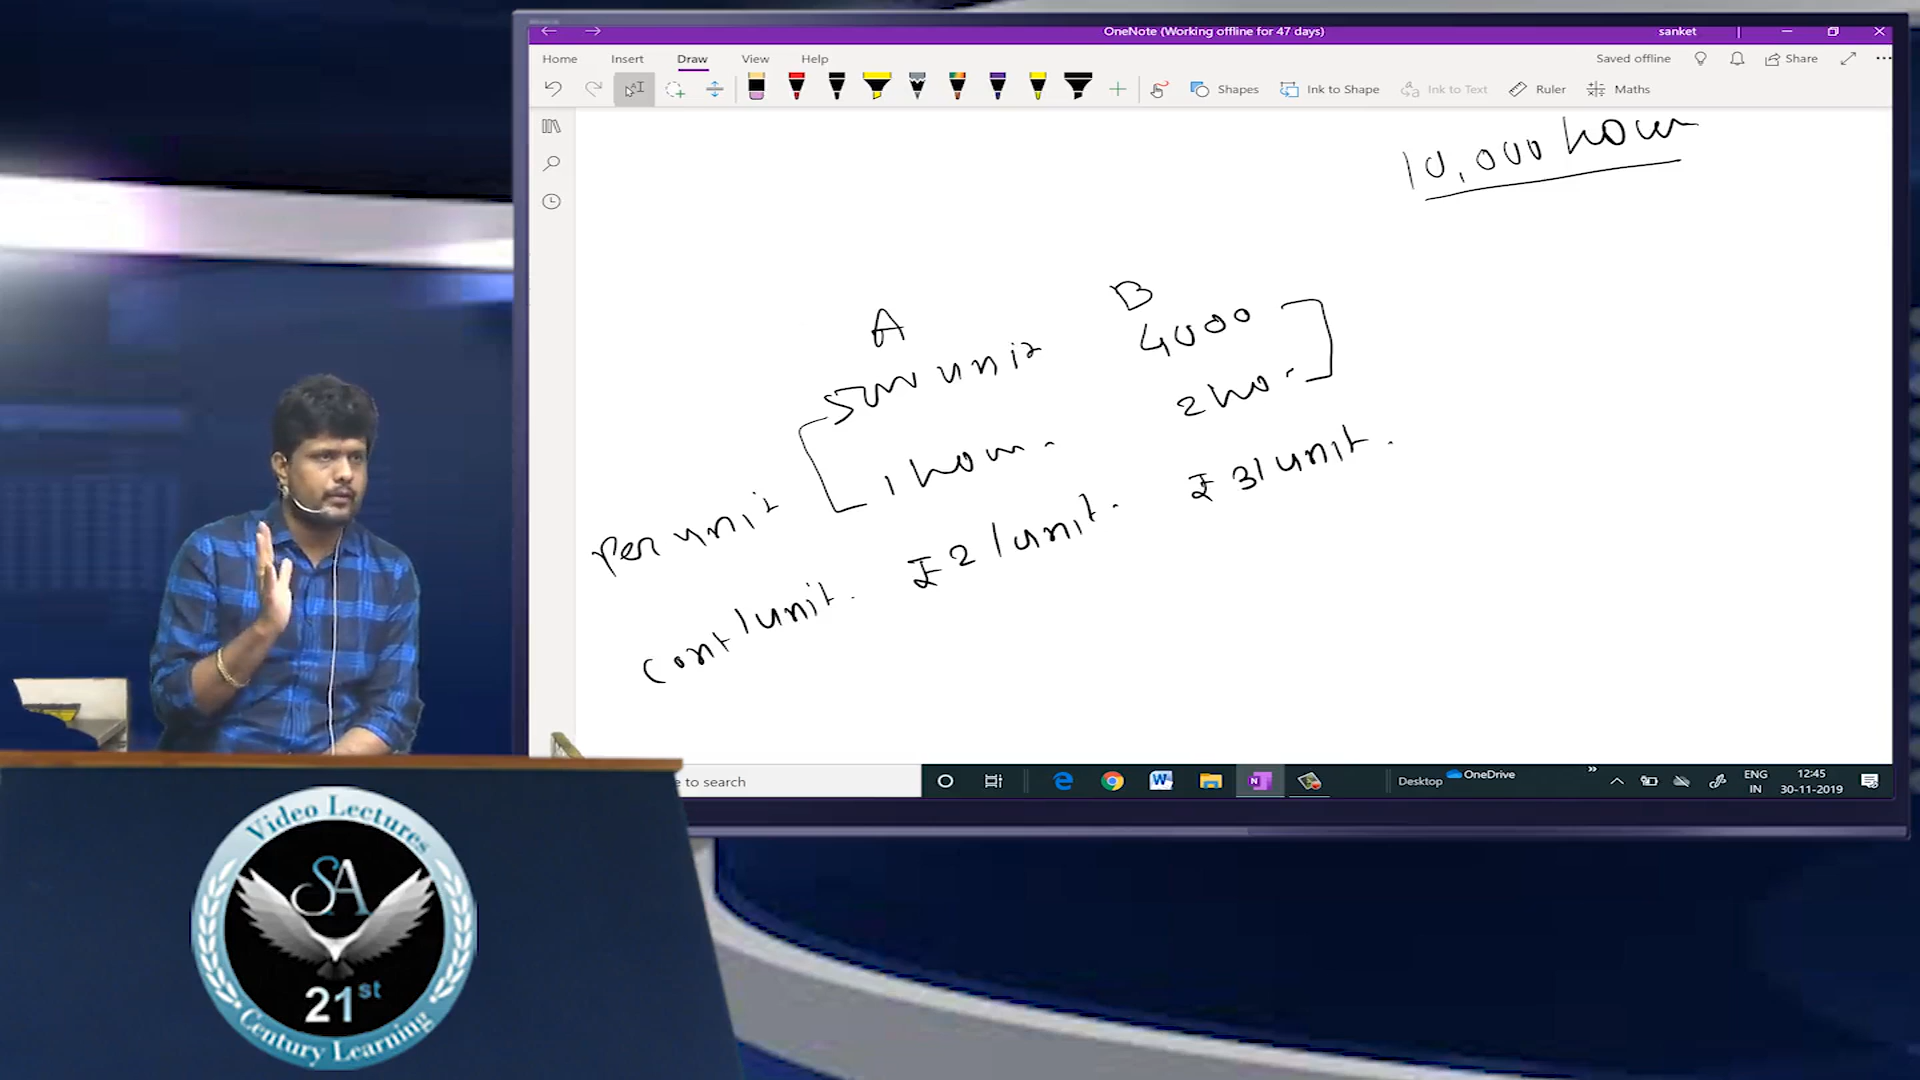 OneNote (Working offline for 47 days)
sanket
Home Insert Draw View Help
Saved offline
Share
Shapes
Ink to Shape
Ink to Text
Ruler
Maths
10,000 hour
A B
500 unit 4000
1 hour. 2 ho.
per unit
₹2/unit. ₹3/unit.
cont/unit.
e to search
Desktop
OneDrive
ENG
IN
12:45
30-11-2019
Video Lectures
SA
21st
Century Learning